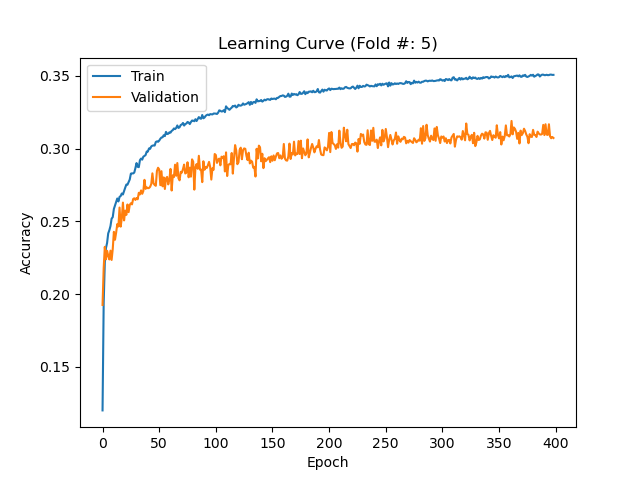 Learning Curve (Fold #: 5)
Train
Validation
Accuracy
0.35
0.30
0.25
0.20
0.15
0 50 100 150 200 250 300 350 400
Epoch